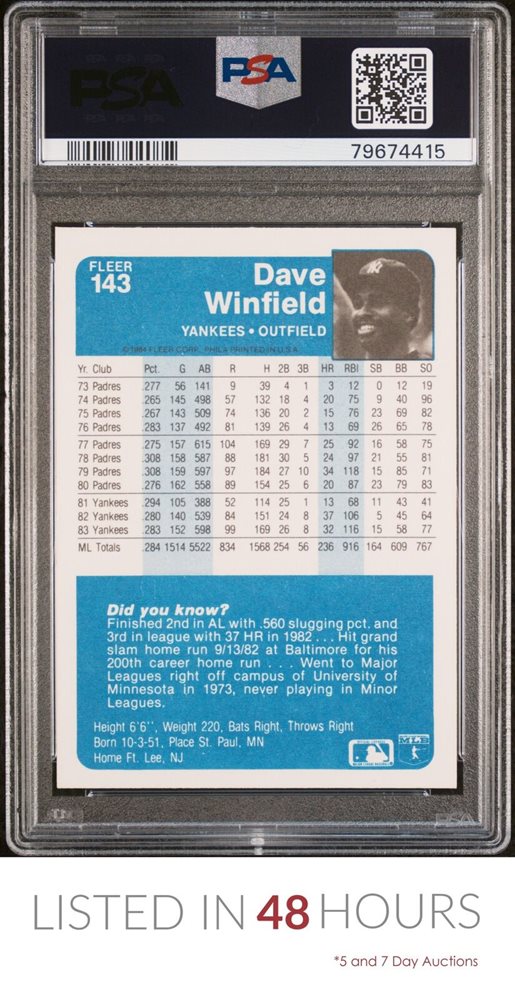 PSA
PSA
79674415
FLEER
143
Dave
Winfield
YANKEES • OUTFIELD
©1984 FLEER CORP. PHILA PRINTED IN U.S.A.
Yr. Club Pct. G AB R H 2B 3B HR RBI SB BB SO
73 Padres .277 56 141 9 39 4 1 3 12 0 12 19
74 Padres .265 145 498 57 132 18 4 20 75 9 40 96
75 Padres .267 143 509 74 136 20 2 15 76 23 69 82
76 Padres .283 137 492 81 139 26 4 13 69 26 65 78
77 Padres .275 157 615 104 169 29 7 25 92 16 58 75
78 Padres .308 158 587 88 181 30 5 24 97 21 55 81
79 Padres .308 159 597 97 184 27 10 34 118 15 85 71
80 Padres .276 162 558 89 154 25 6 20 87 23 79 83
81 Yankees .294 105 388 52 114 25 1 13 68 11 43 41
82 Yankees .280 140 539 84 151 24 8 37 106 5 45 64
83 Yankees .283 152 598 99 169 26 8 32 116 15 58 77
ML Totals .284 1514 5522 834 1568 254 56 236 916 164 609 767
Did you know?
Finished 2nd in AL with .560 slugging pct. and
3rd in league with 37 HR in 1982 . . . Hit grand
slam home run 9/13/82 at Baltimore for his
200th career home run . . . Went to Major
Leagues right off campus of University of
Minnesota in 1973, never playing in Minor
Leagues.
Height 6'6", Weight 220, Bats Right, Throws Right
Born 10-3-51, Place St. Paul, MN
Home Ft. Lee, NJ
PSA
LISTED IN 48 HOURS
*5 and 7 Day Auctions